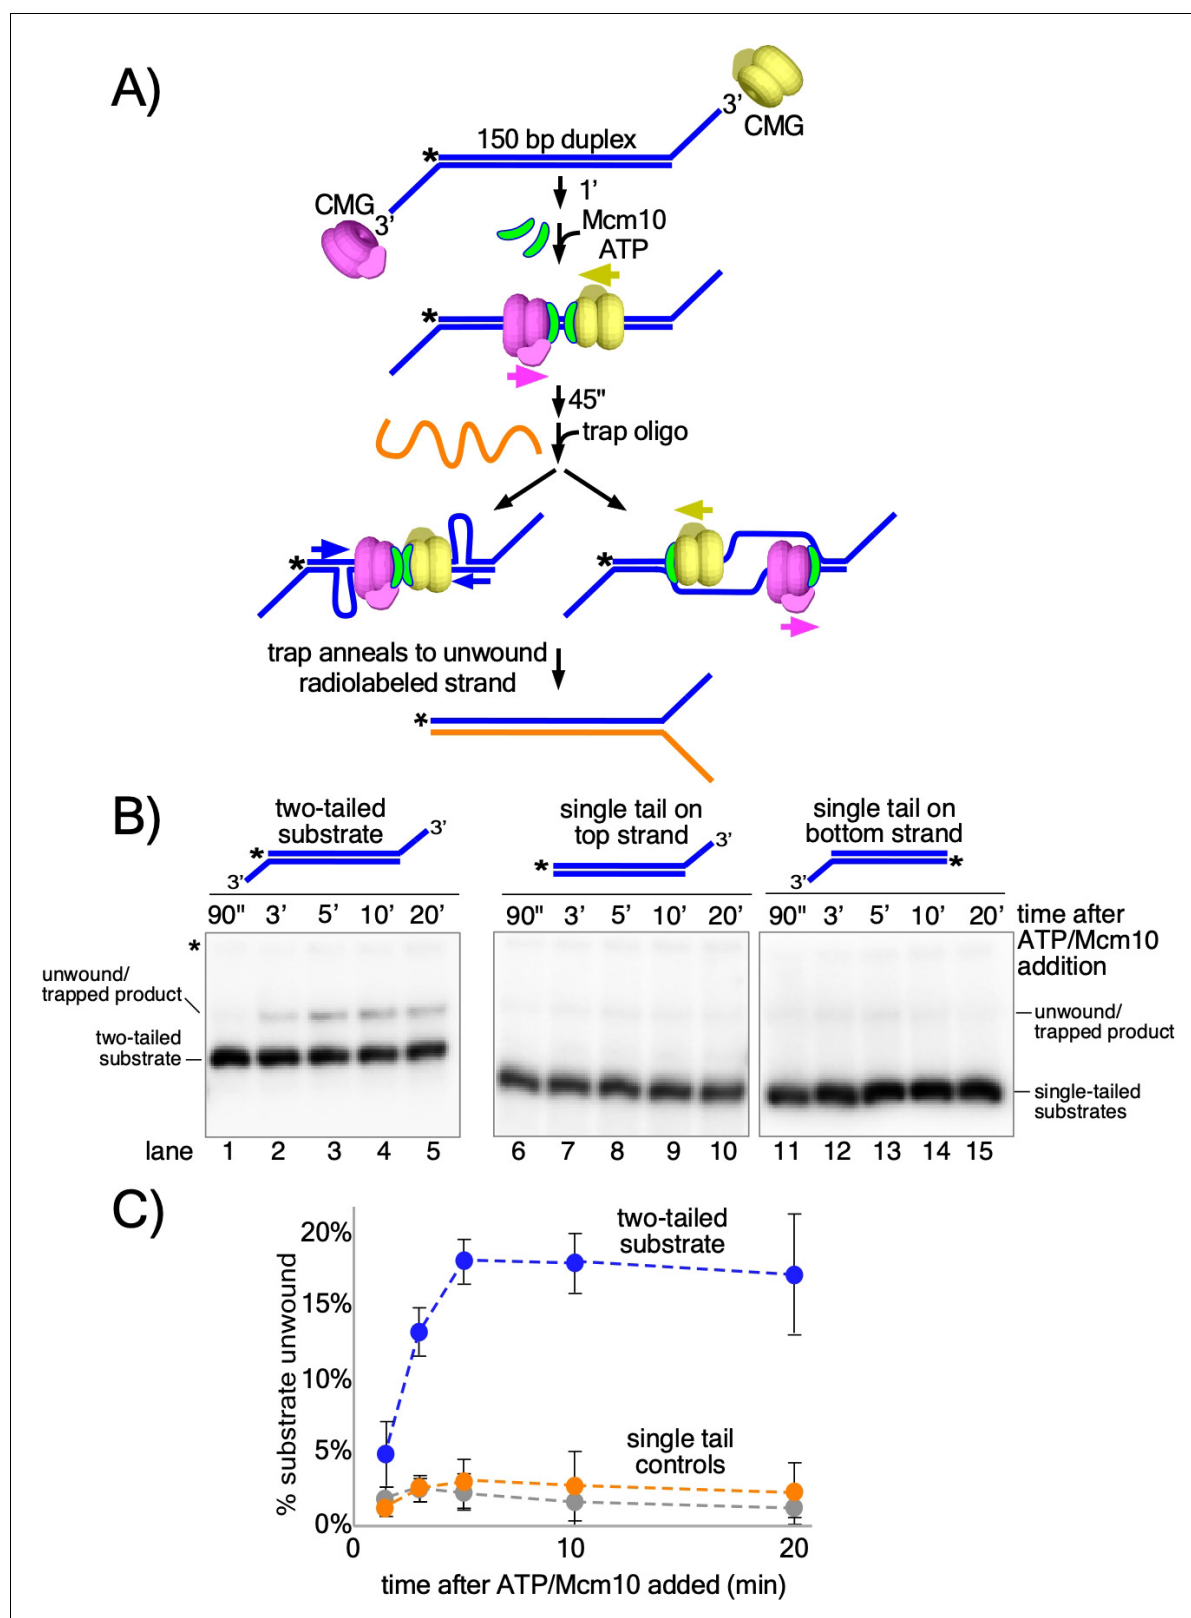 A)
3’
CMG
150 bp duplex
*
CMG
3’
1’
Mcm10
ATP
*
45"
trap oligo
*
*
trap anneals to unwound
radiolabeled strand
*
B)
two-tailed
substrate
*
3’
3’
single tail on
top strand
*
3’
single tail on
bottom strand
*
3’
90" 3’ 5’ 10’ 20’
90" 3’ 5’ 10’ 20’
90" 3’ 5’ 10’ 20’
time after
ATP/Mcm10
addition
*
unwound/
trapped product
two-tailed
substrate
unwound/
trapped product
single-tailed
substrates
lane 1 2 3 4 5 6 7 8 9 10 11 12 13 14 15
C)
% substrate unwound
20%
15%
10%
5%
0%
two-tailed
substrate
single tail
controls
0 10 20
time after ATP/Mcm10 added (min)